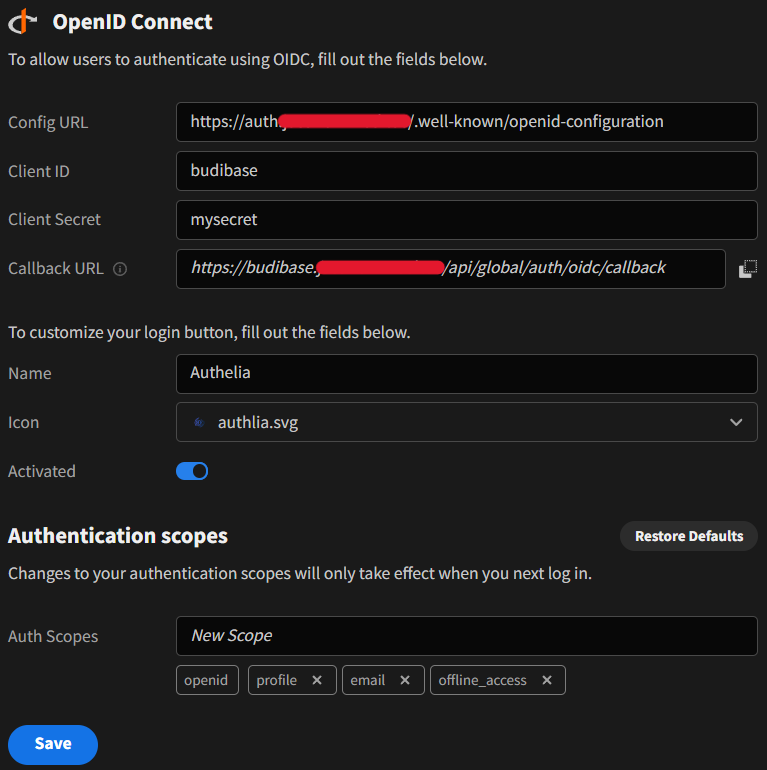 OpenID Connect
To allow users to authenticate using OIDC, fill out the fields below.
Config URL
https://auth /.well-known/openid-configuration
Client ID
budibase
Client Secret
mysecret
Callback URL
https://budibase. /api/global/auth/oidc/callback
To customize your login button, fill out the fields below.
Name
Authelia
Icon
authlia.svg
Activated
Authentication scopes
Restore Defaults
Changes to your authentication scopes will only take effect when you next log in.
Auth Scopes
New Scope
openid profile email offline_access
Save